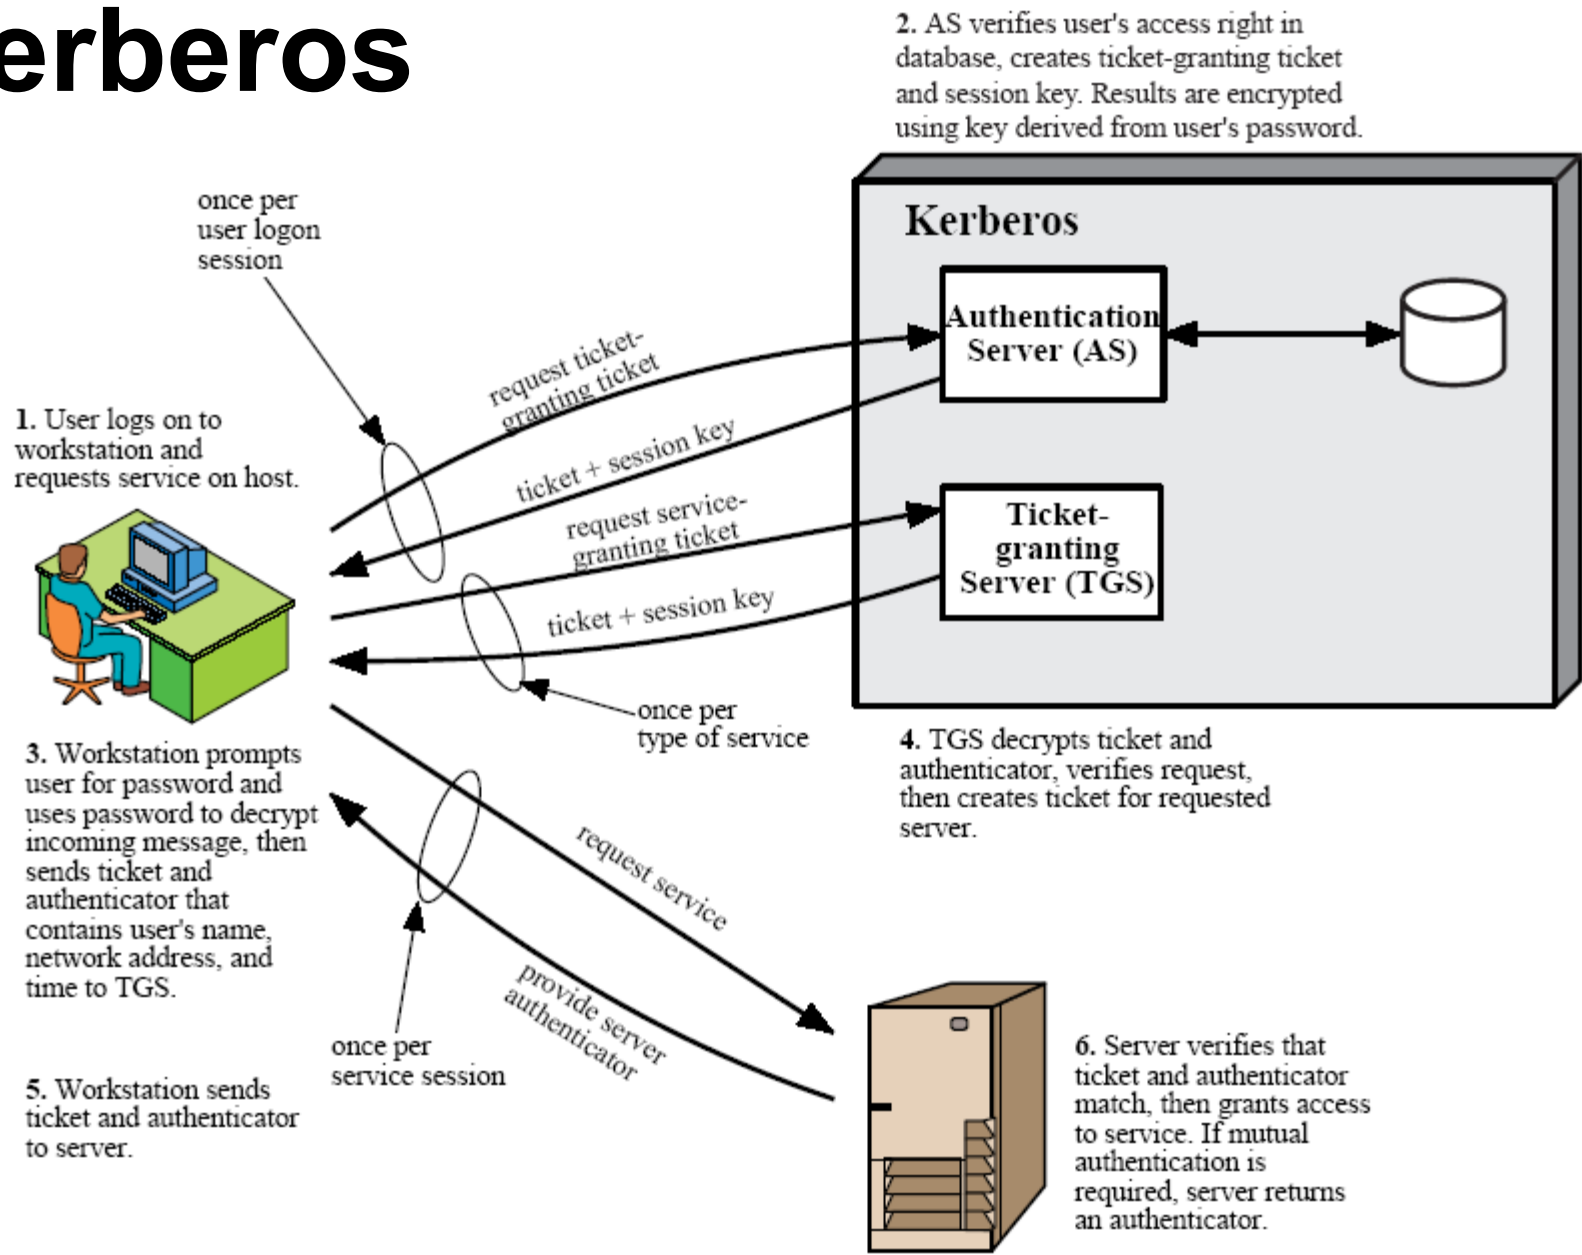 erberos
2. AS verifies user's access right in
database, creates ticket-granting ticket
and session key. Results are encrypted
using key derived from user's password.
once per
user logon
session
Kerberos
Authentication
Server (AS)
request ticket-
granting ticket
1. User logs on to
workstation and
requests service on host.
ticket + session key
request service-
granting ticket
Ticket-
granting
Server (TGS)
ticket + session key
once per
type of service
3. Workstation prompts
user for password and
uses password to decrypt
incoming message, then
sends ticket and
authenticator that
contains user's name,
network address, and
time to TGS.
4. TGS decrypts ticket and
authenticator, verifies request,
then creates ticket for requested
server.
request service
provide server
authenticator
once per
service session
5. Workstation sends
ticket and authenticator
to server.
6. Server verifies that
ticket and authenticator
match, then grants access
to service. If mutual
authentication is
required, server returns
an authenticator.